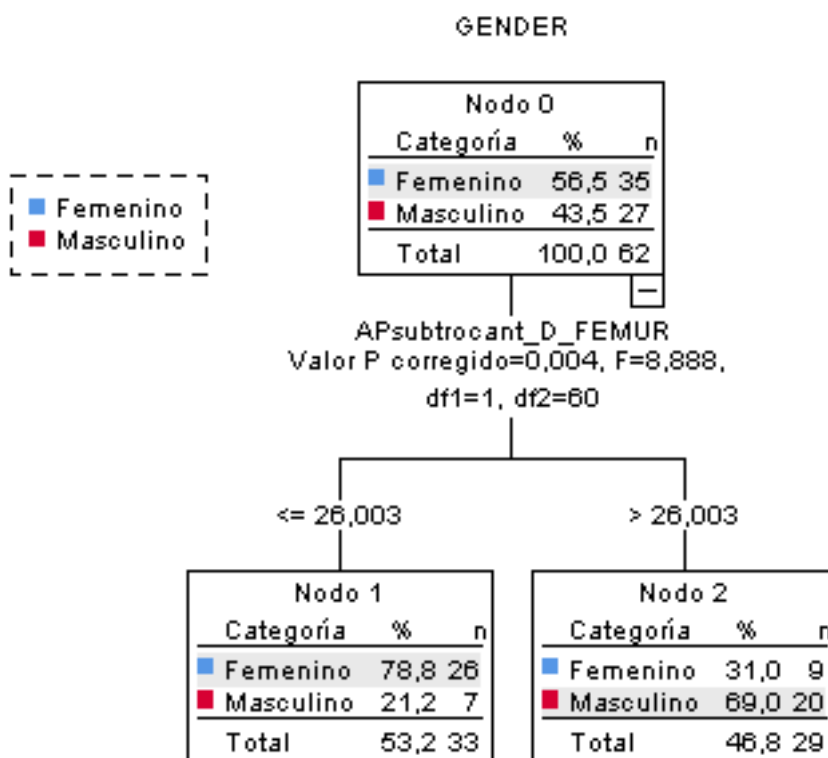 GENDER
Nodo 0
Categoría % n
Femenino 56,5 35
Masculino 43,5 27
Total 100,0 62
Femenino
Masculino
APsubtrocant_D_FEMUR
Valor P corregido=0,004, F=8,888,
df1=1, df2=60
<= 26,003
> 26,003
Nodo 1
Categoría % n
Femenino 78,8 26
Masculino 21,2 7
Total 53,2 33
Nodo 2
Categoría % n
Femenino 31,0 9
Masculino 69,0 20
Total 46,8 29